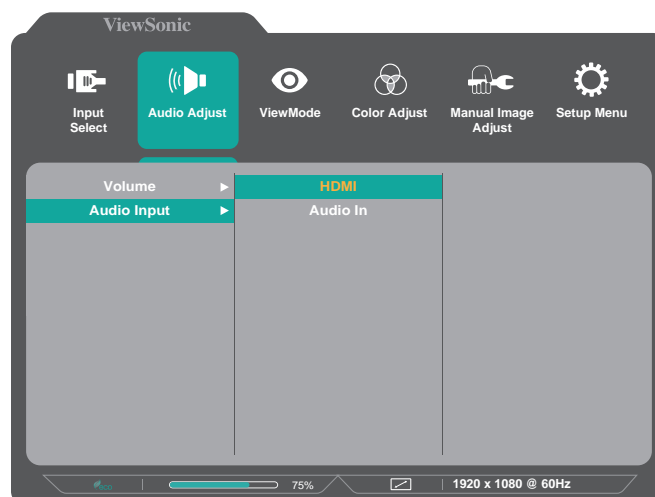 ViewSonic
Input Select
Audio Adjust
ViewMode
Color Adjust
Manual Image Adjust
Setup Menu
Volume
HDMI
Audio Input
Audio In
eco
75%
1920 x 1080 @ 60Hz